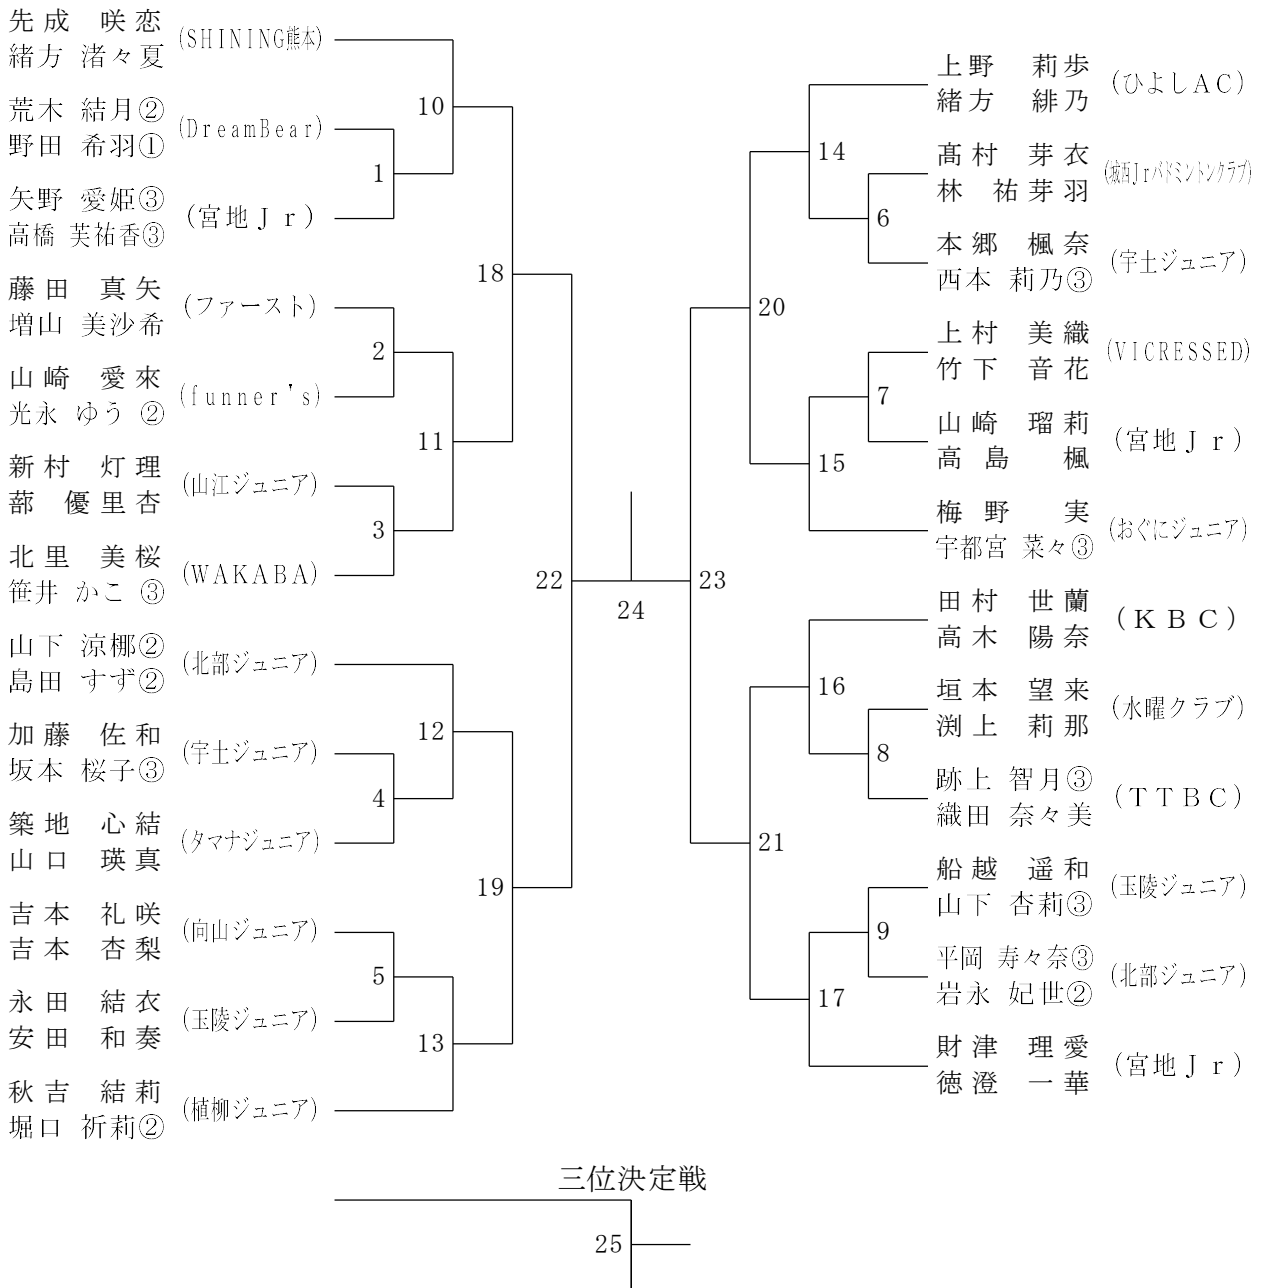 先成 咲恋
緒方 渚々夏
(SHINING熊本)
荒木 結月②
野田 希羽①
(DreamBear)
矢野 愛姫③
高橋 芙祐香③
(宮地Ｊｒ)
藤田 真矢
増山 美沙希
(ファースト)
山崎 愛來
光永 ゆう ②
(funner's)
新村 灯理
蔀 優里杏
(山江ジュニア)
北里 美桜
笹井 かこ ③
(WAKABA)
山下 涼梛②
島田 すず②
(北部ジュニア)
加藤 佐和
坂本 桜子③
(宇土ジュニア)
築地 心結
山口 瑛真
(タマナジュニア)
吉本 礼咲
吉本 杏梨
(向山ジュニア)
永田 結衣
安田 和奏
(玉陵ジュニア)
秋吉 結莉
堀口 祈莉②
(植柳ジュニア)
10
1
18
2
11
3
22
12
4
19
5
13
24
23
14
6
20
7
15
16
8
21
9
17
上野 莉歩
緒方 緋乃
(ひよしAC)
髙村 芽衣
林 祐芽羽
(城西Jrバドミントンクラブ)
本郷 楓奈
西本 莉乃③
(宇土ジュニア)
上村 美織
竹下 音花
(VICRESSED)
山崎 瑠莉
高島 楓
(宮地Ｊｒ)
梅野 実
宇都宮 菜々③
(おぐにジュニア)
田村 世蘭
高木 陽奈
(ＫＢＣ)
垣本 望来
渕上 莉那
(水曜クラブ)
跡上 智月③
織田 奈々美
(ＴＴＢＣ)
船越 遥和
山下 杏莉③
(玉陵ジュニア)
平岡 寿々奈③
岩永 妃世②
(北部ジュニア)
財津 理愛
徳澄 一華
(宮地Ｊｒ)
三位決定戦
25